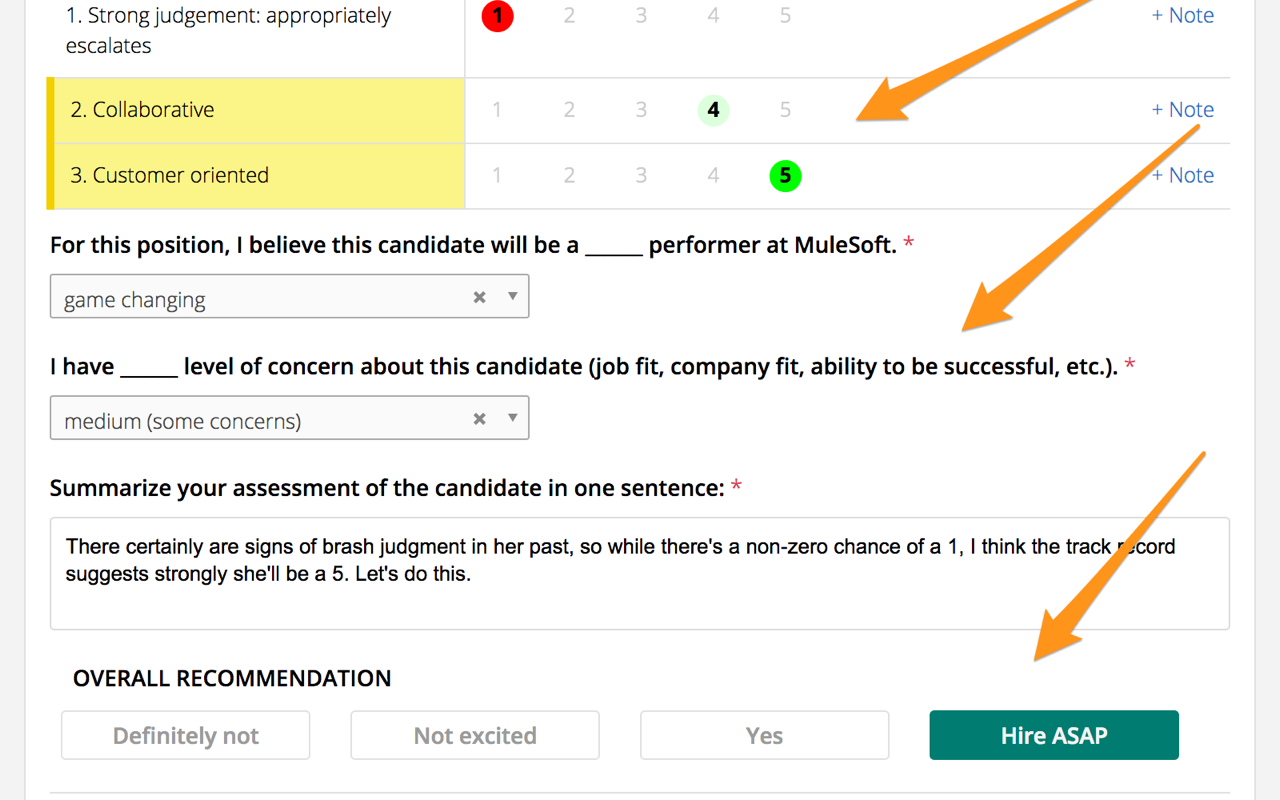 1. Strong judgement: appropriately 1 2 3 4 5 + Note
escalates
2. Collaborative 1 2 3 4 5 + Note
3. Customer oriented 1 2 3 4 5 + Note
For this position, I believe this candidate will be a ______ performer at MuleSoft. *
game changing × ▼
I have ______ level of concern about this candidate (job fit, company fit, ability to be successful, etc.). *
medium (some concerns) × ▼
Summarize your assessment of the candidate in one sentence: *
There certainly are signs of brash judgment in her past, so while there's a non-zero chance of a 1, I think the track record
suggests strongly she'll be a 5. Let's do this.
OVERALL RECOMMENDATION
Definitely not Not excited Yes Hire ASAP